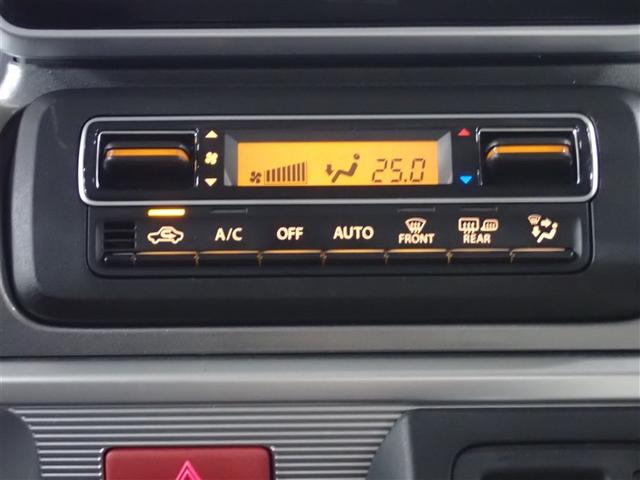 25.0
A/C OFF AUTO FRONT REAR